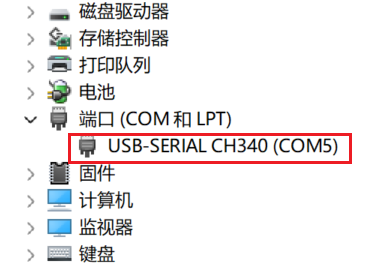 磁盘驱动器
存储控制器
打印队列
电池
端口 (COM 和 LPT)
USB-SERIAL CH340 (COM5)
固件
计算机
监视器
键盘